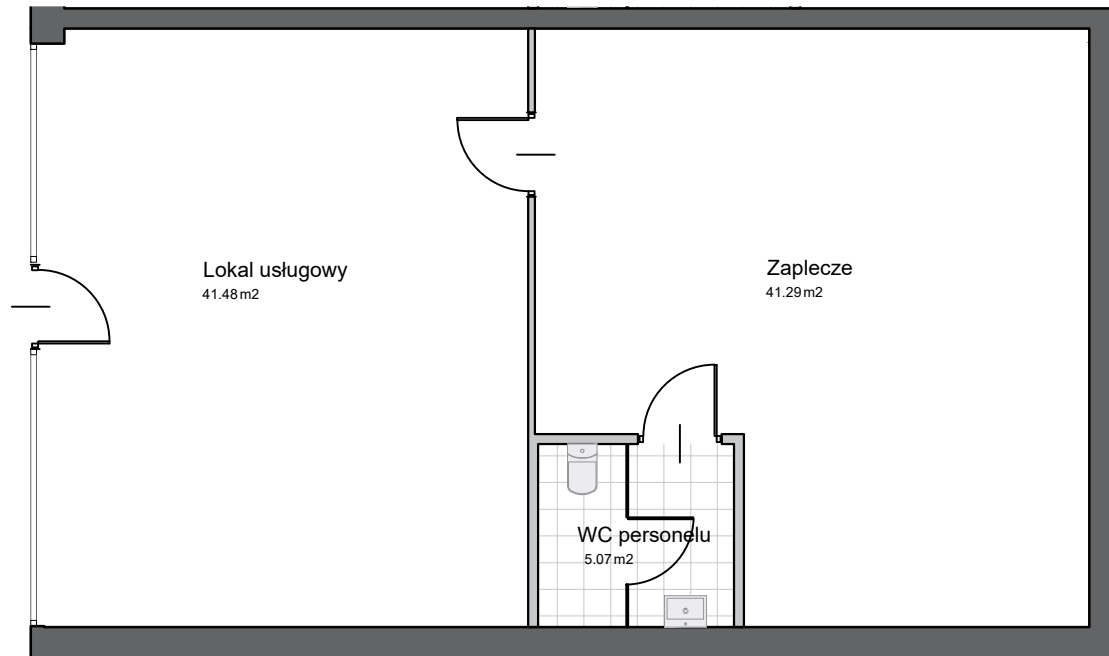 Lokal usługowy
41.48 m2
Zaplecze
41.29 m2
WC personelu
5.07 m2